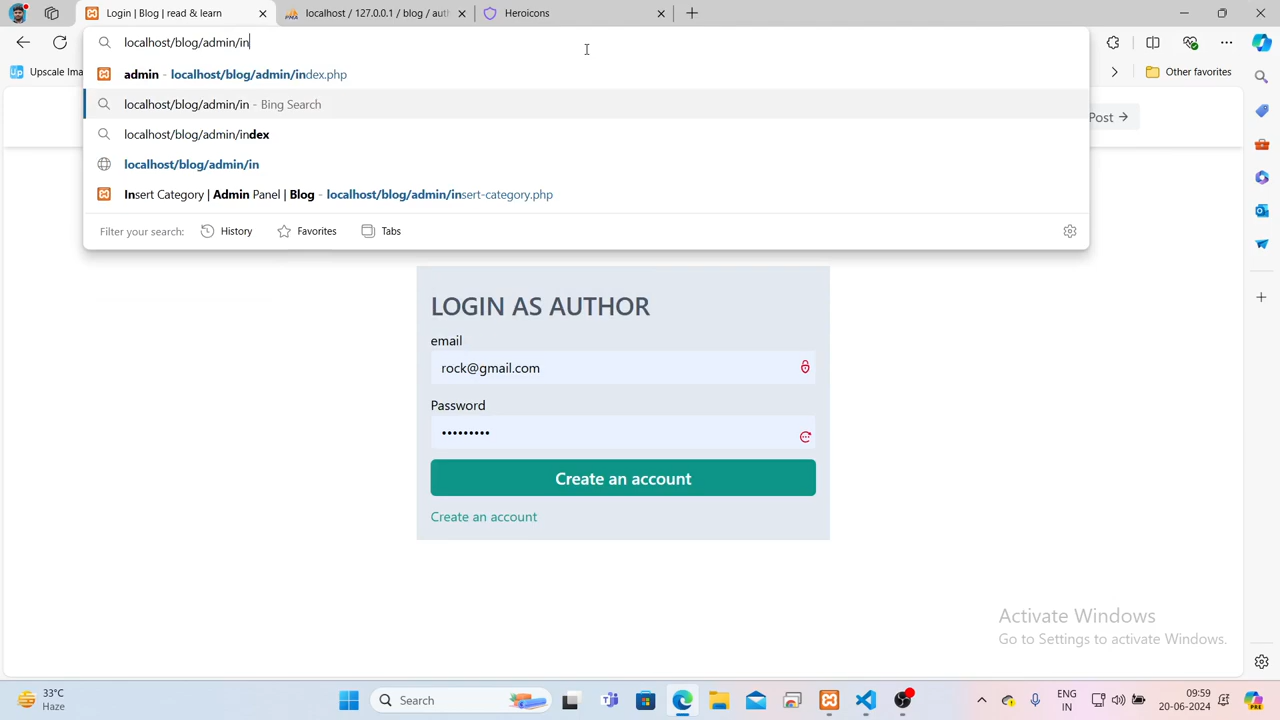 Login | Blog | read & learn
localhost / 127.0.0.1 / blog / auth
Heroicons
localhost/blog/admin/in
Upscale Ima
Other favorites
admin - localhost/blog/admin/index.php
localhost/blog/admin/in - Bing Search
localhost/blog/admin/index
localhost/blog/admin/in
Insert Category | Admin Panel | Blog - localhost/blog/admin/insert-category.php
Filter your search: History Favorites Tabs
Post →
LOGIN AS AUTHOR
email
rock@gmail.com
Password
•••••••••
Create an account
Create an account
Activate Windows
Go to Settings to activate Windows.
33°C
Haze
Search
ENG
IN
09:59
20-06-2024